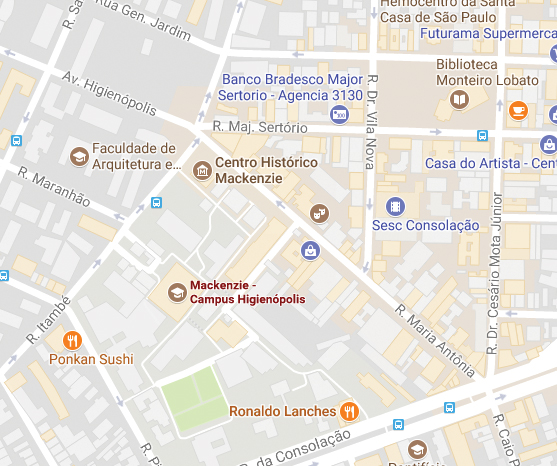 Hemocentro da Santa
Casa de São Paulo
Rua Gen. Jardim
Futurama Supermerca
Biblioteca
Monteiro Lobato
Banco Bradesco Major
Sertorio - Agencia 3130
Av. Higienópolis
R. Dr. Vila Nova
R. Maj. Sertório
Faculdade de
Arquitetura e...
Centro Histórico
Mackenzie
Casa do Artista - Cent
R. Maranhão
Sesc Consolação
R. Dr. Cesário Mota Júnior
Mackenzie -
Campus Higienópolis
R. Itambé
R. Maria Antônia
Ponkan Sushi
Ronaldo Lanches
R. da Consolação
R. Caio P